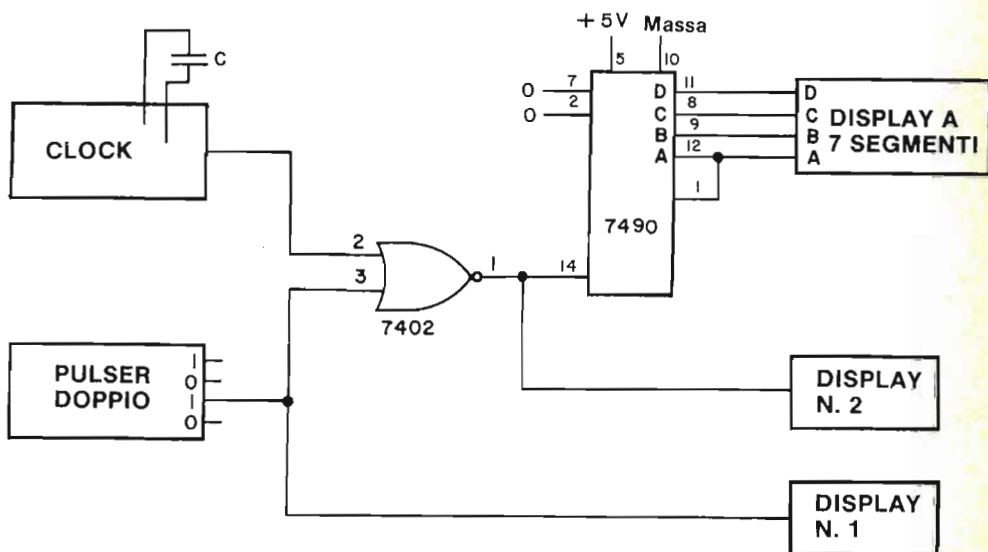 +5V Massa
5 10
C
CLOCK
0 7
2
0
D 11
C 8
B 9
A 12
1
7490
D
C
B
A
DISPLAY A
7 SEGMENTI
2
3
1
14
7402
PULSER
DOPPIO
1
0
1
0
DISPLAY
N. 2
DISPLAY
N. 1